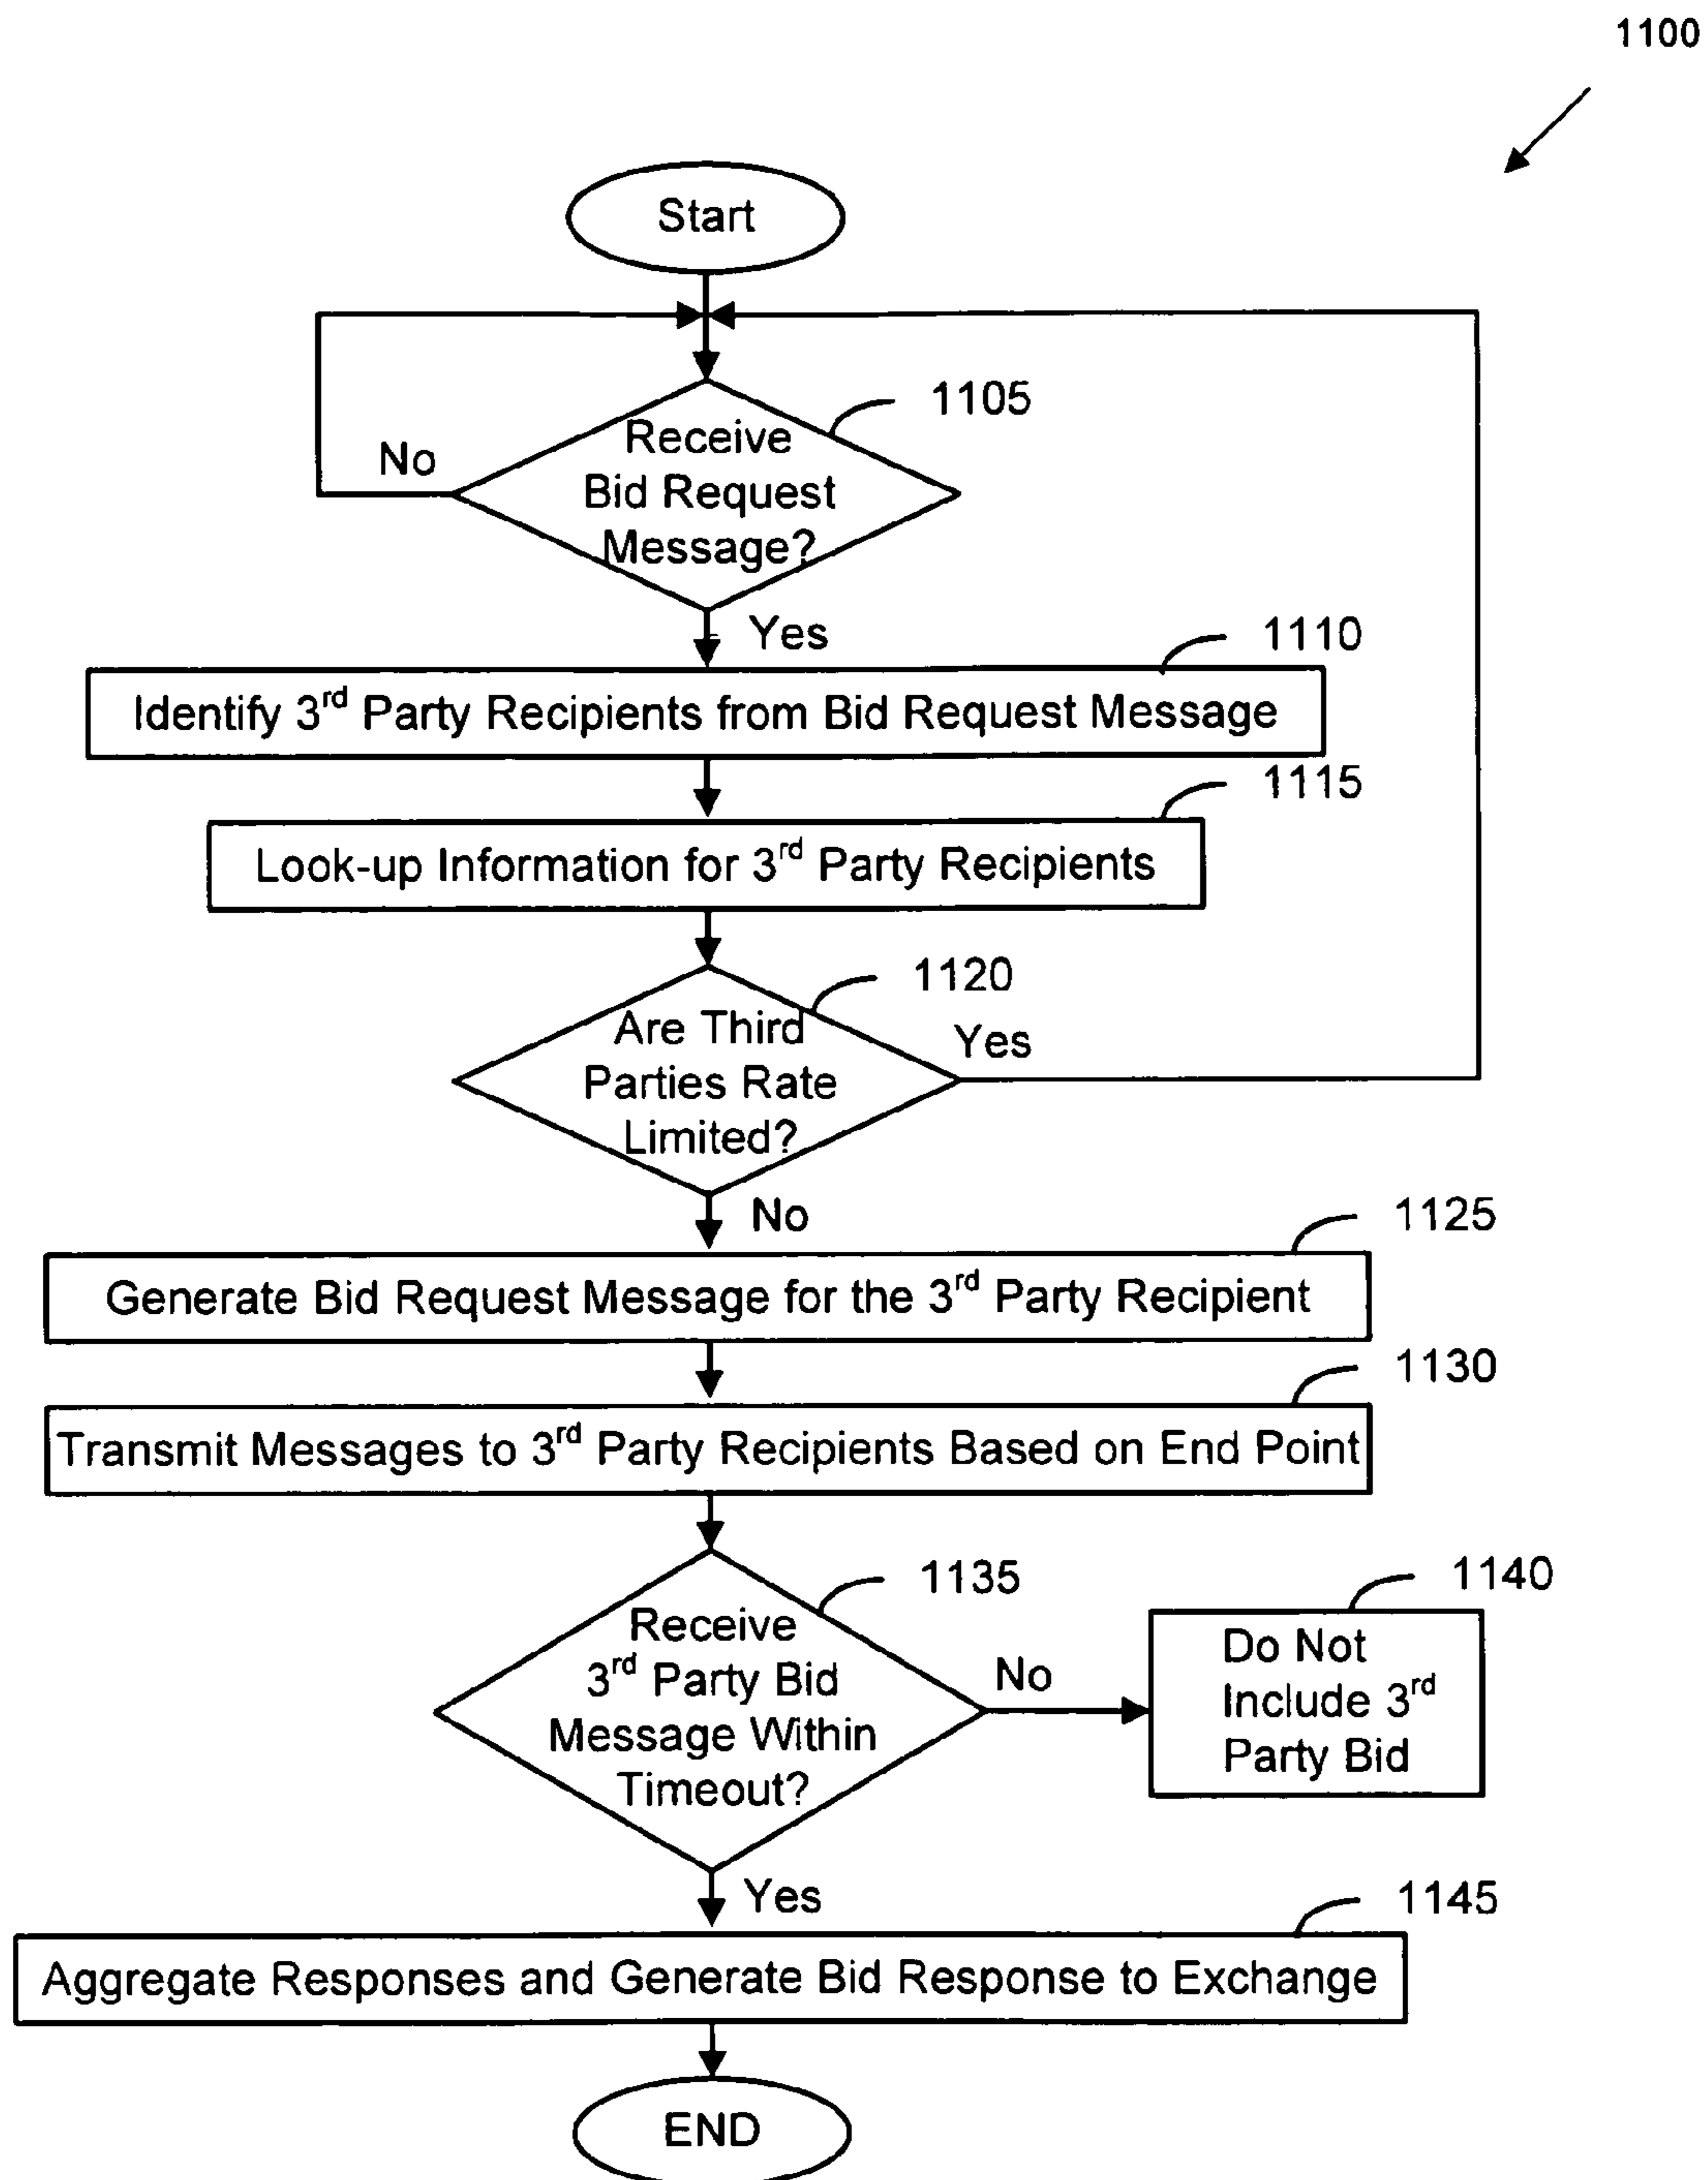 1100
Start
1105
Receive
Bid Request
Message?
No
Yes
1110
Identify 3rd Party Recipients from Bid Request Message
1115
Look-up Information for 3rd Party Recipients
1120
Are Third
Parties Rate
Limited?
Yes
No
1125
Generate Bid Request Message for the 3rd Party Recipient
1130
Transmit Messages to 3rd Party Recipients Based on End Point
1135
Receive
3rd Party Bid
Message Within
Timeout?
No
1140
Do Not
Include 3rd
Party Bid
Yes
1145
Aggregate Responses and Generate Bid Response to Exchange
END